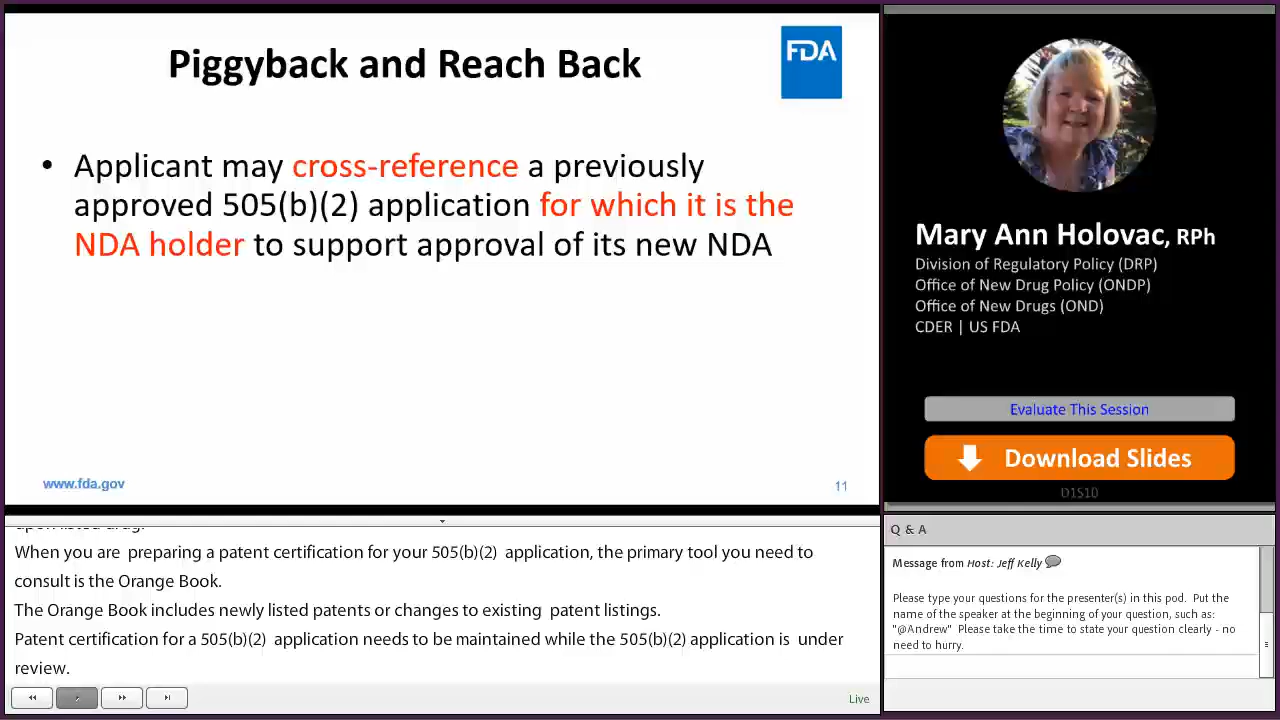 Piggyback and Reach Back
FDA
• Applicant may cross-reference a previously
approved 505(b)(2) application for which it is the
NDA holder to support approval of its new NDA
www.fda.gov
11
Mary Ann Holovac, RPh
Division of Regulatory Policy (DRP)
Office of New Drug Policy (ONDP)
Office of New Drugs (OND)
CDER | US FDA
Evaluate This Session
Download Slides
D1S10
upon listed drug.
When you are preparing a patent certification for your 505(b)(2) application, the primary tool you need to
consult is the Orange Book.
The Orange Book includes newly listed patents or changes to existing patent listings.
Patent certification for a 505(b)(2) application needs to be maintained while the 505(b)(2) application is under
review.
Live
Q & A
Message from Host: Jeff Kelly
Please type your questions for the presenter(s) in this pod. Put the
name of the speaker at the beginning of your question, such as:
"@Andrew" Please take the time to state your question clearly - no
need to hurry.